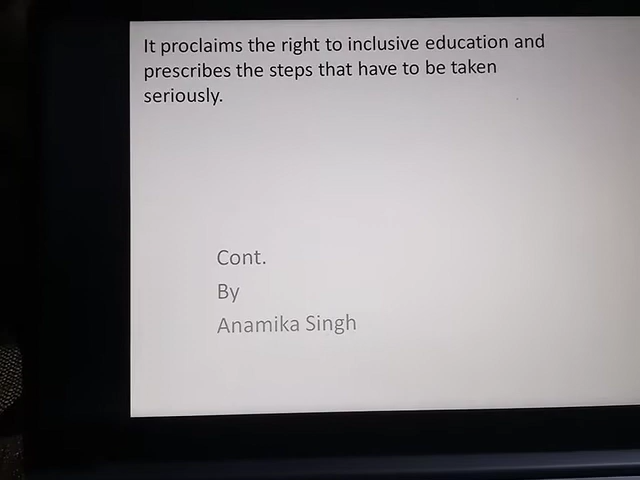 It proclaims the right to inclusive education and
prescribes the steps that have to be taken
seriously.
Cont.
By
Anamika Singh